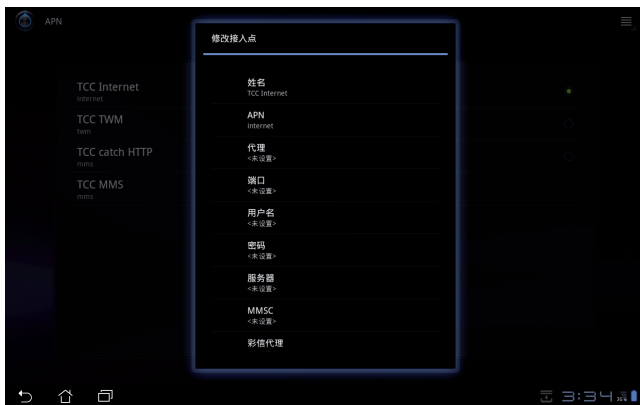 APN
修改接入点
TCC Internet
internet
TCC TWM
twm
TCC catch HTTP
mms
TCC MMS
mms
姓名
TCC Internet
APN
internet
代理
<未设置>
端口
<未设置>
用户名
<未设置>
密码
<未设置>
服务器
<未设置>
MMSC
<未设置>
彩信代理
3:34
3G